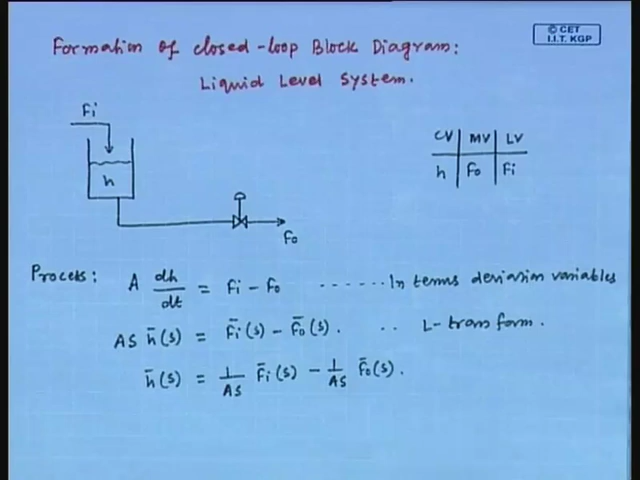 Formation of closed-loop Block Diagram:
© CET
I.I.T. KGP
Liquid Level System.
Fi
h
Fo
CV | MV | LV
h | Fo | Fi
Process: A dh/dt = Fi - Fo ...... In terms deviation variables
AS h̄(s) = F̄i(s) - F̄o(s). .. L-transform.
h̄(s) = 1/AS F̄i(s) - 1/AS F̄o(s).